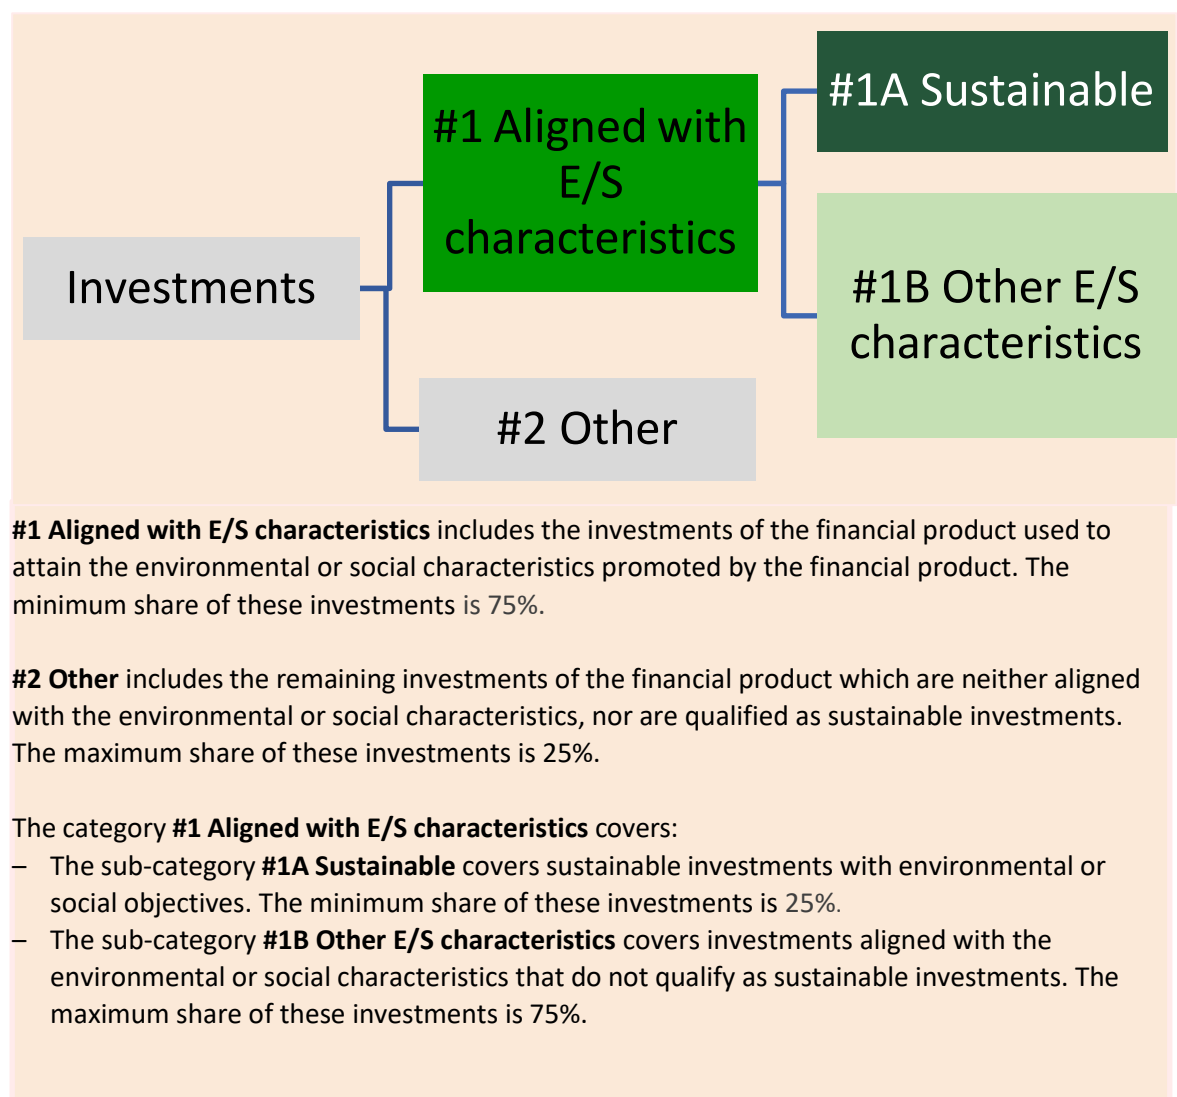 #1A Sustainable
#1 Aligned with
E/S
characteristics
Investments
#1B Other E/S
characteristics
#2 Other
#1 Aligned with E/S characteristics includes the investments of the financial product used to
attain the environmental or social characteristics promoted by the financial product. The
minimum share of these investments is 75%.
#2 Other includes the remaining investments of the financial product which are neither aligned
with the environmental or social characteristics, nor are qualified as sustainable investments.
The maximum share of these investments is 25%.
The category #1 Aligned with E/S characteristics covers:
– The sub-category #1A Sustainable covers sustainable investments with environmental or
social objectives. The minimum share of these investments is 25%.
– The sub-category #1B Other E/S characteristics covers investments aligned with the
environmental or social characteristics that do not qualify as sustainable investments. The
maximum share of these investments is 75%.